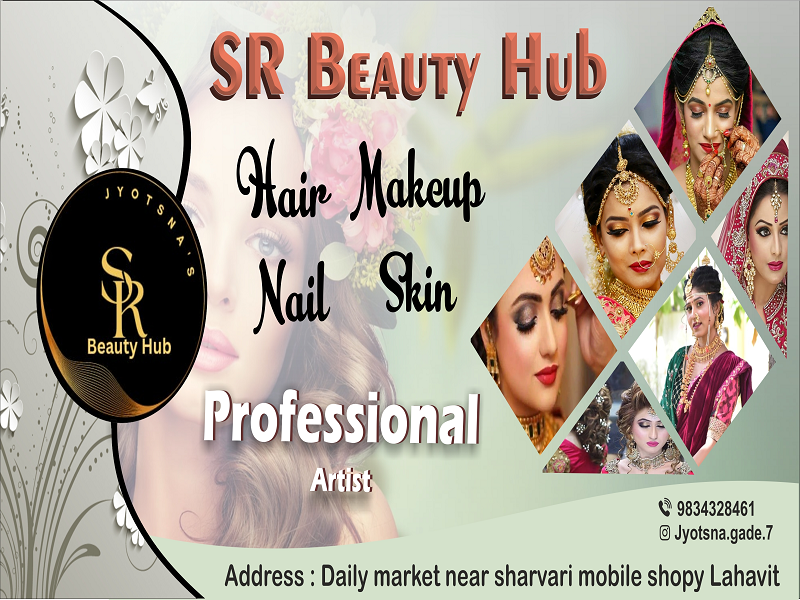 SR Beauty Hub
Hair Makeup
Nail Skin
JYOTSNA'S
SR
Beauty Hub
Professional
Artist
9834328461
Jyotsna.gade.7
Address : Daily market near sharvari mobile shopy Lahavit